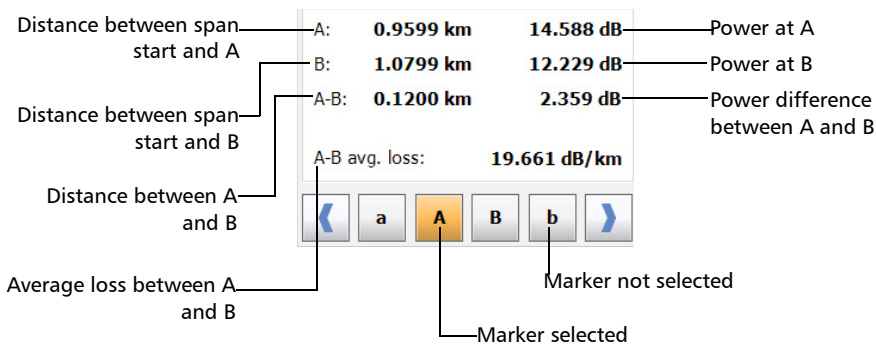 Distance between span
start and A
A: 0.9599 km 14.588 dB
Power at A
B: 1.0799 km 12.229 dB
Power at B
A-B: 0.1200 km 2.359 dB
Power difference
between A and B
Distance between span
start and B
A-B avg. loss: 19.661 dB/km
Distance between A
and B
a A B b
Average loss between A
and B
Marker not selected
Marker selected